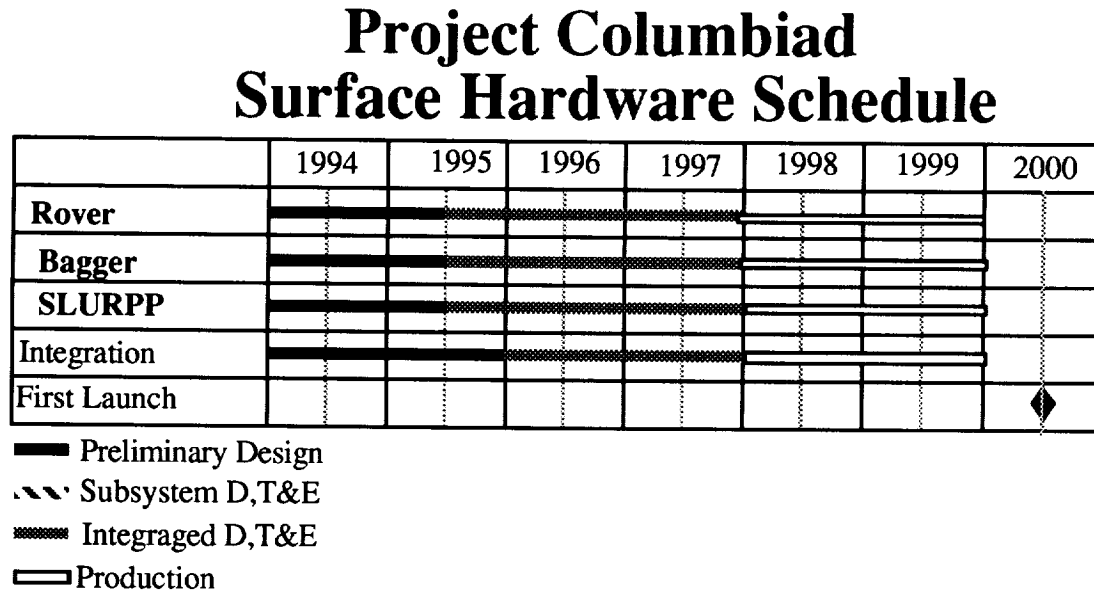 Project Columbiad
Surface Hardware Schedule
1994 1995 1996 1997 1998 1999 2000
Rover
Bagger
SLURPP
Integration
First Launch
Preliminary Design
Subsystem D,T&E
Integraged D,T&E
Production